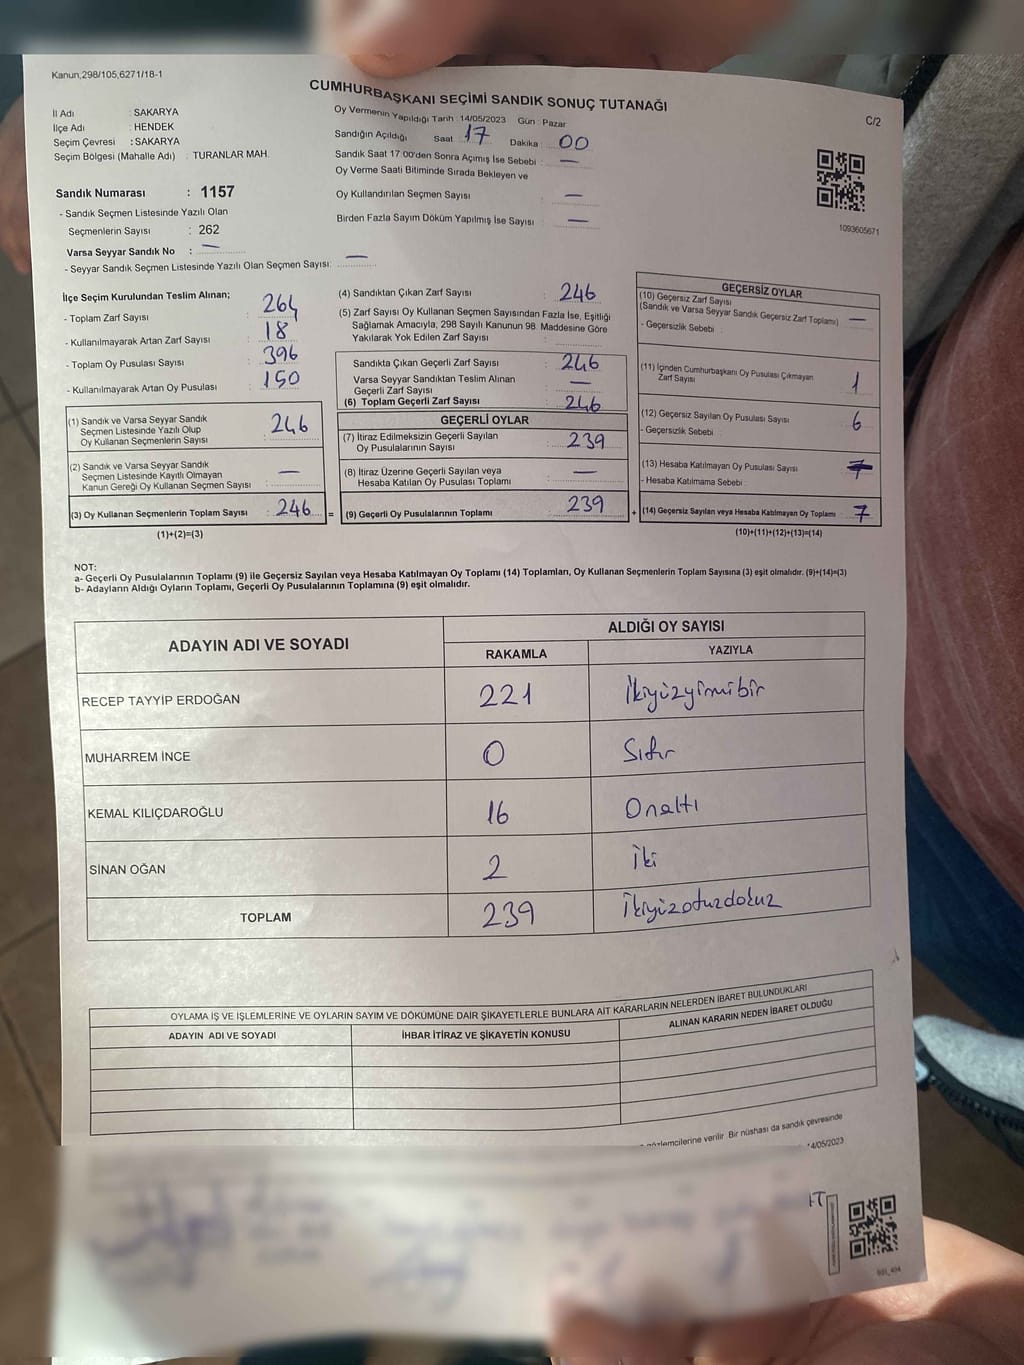 Kanun,298/105,6271/18-1
CUMHURBAŞKANI SEÇİMİ SANDIK SONUÇ TUTANAĞI
C/2
İl Adı : SAKARYA
İlçe Adı : HENDEK
Seçim Çevresi : SAKARYA
Seçim Bölgesi (Mahalle Adı) : TURANLAR MAH.
Sandık Numarası : 1157
- Sandık Seçmen Listesinde Yazılı Olan
Seçmenlerin Sayısı : 262
Varsa Seyyar Sandık No : —
- Seyyar Sandık Seçmen Listesinde Yazılı Olan Seçmen Sayısı: —
Oy Vermenin Yapıldığı Tarih : 14/05/2023 Gün : Pazar
Sandığın Açıldığı Saat 17 Dakika : 00
Sandık Saat 17:00'den Sonra Açımış İse Sebebi : —
Oy Verme Saati Bitiminde Sırada Bekleyen ve
Oy Kullandırılan Seçmen Sayısı : —
Birden Fazla Sayım Döküm Yapılmış İse Sayısı : —
1093605671
İlçe Seçim Kurulundan Teslim Alınan;
- Toplam Zarf Sayısı : 264
- Kullanılmayarak Artan Zarf Sayısı : 18
- Toplam Oy Pusulası Sayısı : 396
- Kullanılmayarak Artan Oy Pusulası : 150
(1) Sandık ve Varsa Seyyar Sandık
Seçmen Listesinde Yazılı Olup
Oy Kullanan Seçmenlerin Sayısı : 246
(2) Sandık ve Varsa Seyyar Sandık
Seçmen Listesinde Kayıtlı Olmayan
Kanun Gereği Oy Kullanan Seçmen Sayısı : —
(3) Oy Kullanan Seçmenlerin Toplam Sayısı : 246
(1)+(2)=(3)
(4) Sandıktan Çıkan Zarf Sayısı : 246
(5) Zarf Sayısı Oy Kullanan Seçmen Sayısından Fazla İse, Eşitliği
Sağlamak Amacıyla, 298 Sayılı Kanunun 98. Maddesine Göre
Yakılarak Yok Edilen Zarf Sayısı :
Sandıkta Çıkan Geçerli Zarf Sayısı : 246
Varsa Seyyar Sandıktan Teslim Alınan
Geçerli Zarf Sayısı : —
(6) Toplam Geçerli Zarf Sayısı : 246
GEÇERLİ OYLAR
(7) İtiraz Edilmeksizin Geçerli Sayılan
Oy Pusulalarının Sayısı : 239
(8) İtiraz Üzerine Geçerli Sayılan veya
Hesaba Katılan Oy Pusulası Toplamı : —
= (9) Geçerli Oy Pusulalarının Toplamı : 239
GEÇERSİZ OYLAR
(10) Geçersiz Zarf Sayısı
(Sandık ve Varsa Seyyar Sandık Geçersiz Zarf Toplamı) : —
- Geçersizlik Sebebi :
(11) İçinden Cumhurbaşkanı Oy Pusulası Çıkmayan
Zarf Sayısı : 1
(12) Geçersiz Sayılan Oy Pusulası Sayısı : 6
- Geçersizlik Sebebi :
(13) Hesaba Katılmayan Oy Pusulası Sayısı :
- Hesaba Katılmama Sebebi :
+ (14) Geçersiz Sayılan veya Hesaba Katılmayan Oy Toplamı : 7
(10)+(11)+(12)+(13)=(14)
NOT:
a- Geçerli Oy Pusulalarının Toplamı (9) ile Geçersiz Sayılan veya Hesaba Katılmayan Oy Toplamı (14) Toplamları, Oy Kullanan Seçmenlerin Toplam Sayısına (3) eşit olmalıdır. (9)+(14)=(3)
b- Adayların Aldığı Oyların Toplamı, Geçerli Oy Pusulalarının Toplamına (9) eşit olmalıdır.
ADAYIN ADI VE SOYADI ALDIĞI OY SAYISI
RAKAMLA YAZIYLA
RECEP TAYYİP ERDOĞAN 221 İkiyüzyirmibir
MUHARREM İNCE 0 Sıfır
KEMAL KILIÇDAROĞLU 16 Onaltı
SİNAN OĞAN 2 İki
TOPLAM 239 İkiyüzotuzdokuz
OYLAMA İŞ VE İŞLEMLERİNE VE OYLARIN SAYIM VE DÖKÜMÜNE DAİR ŞİKAYETLERLE BUNLARA AİT KARARLARIN NELERDEN İBARET BULUNDUKLARI
ADAYIN ADI VE SOYADI İHBAR İTİRAZ VE ŞİKAYETİN KONUSU ALINAN KARARIN NEDEN İBARET OLDUĞU
verilir. Bir nüshası da sandık çevresinde